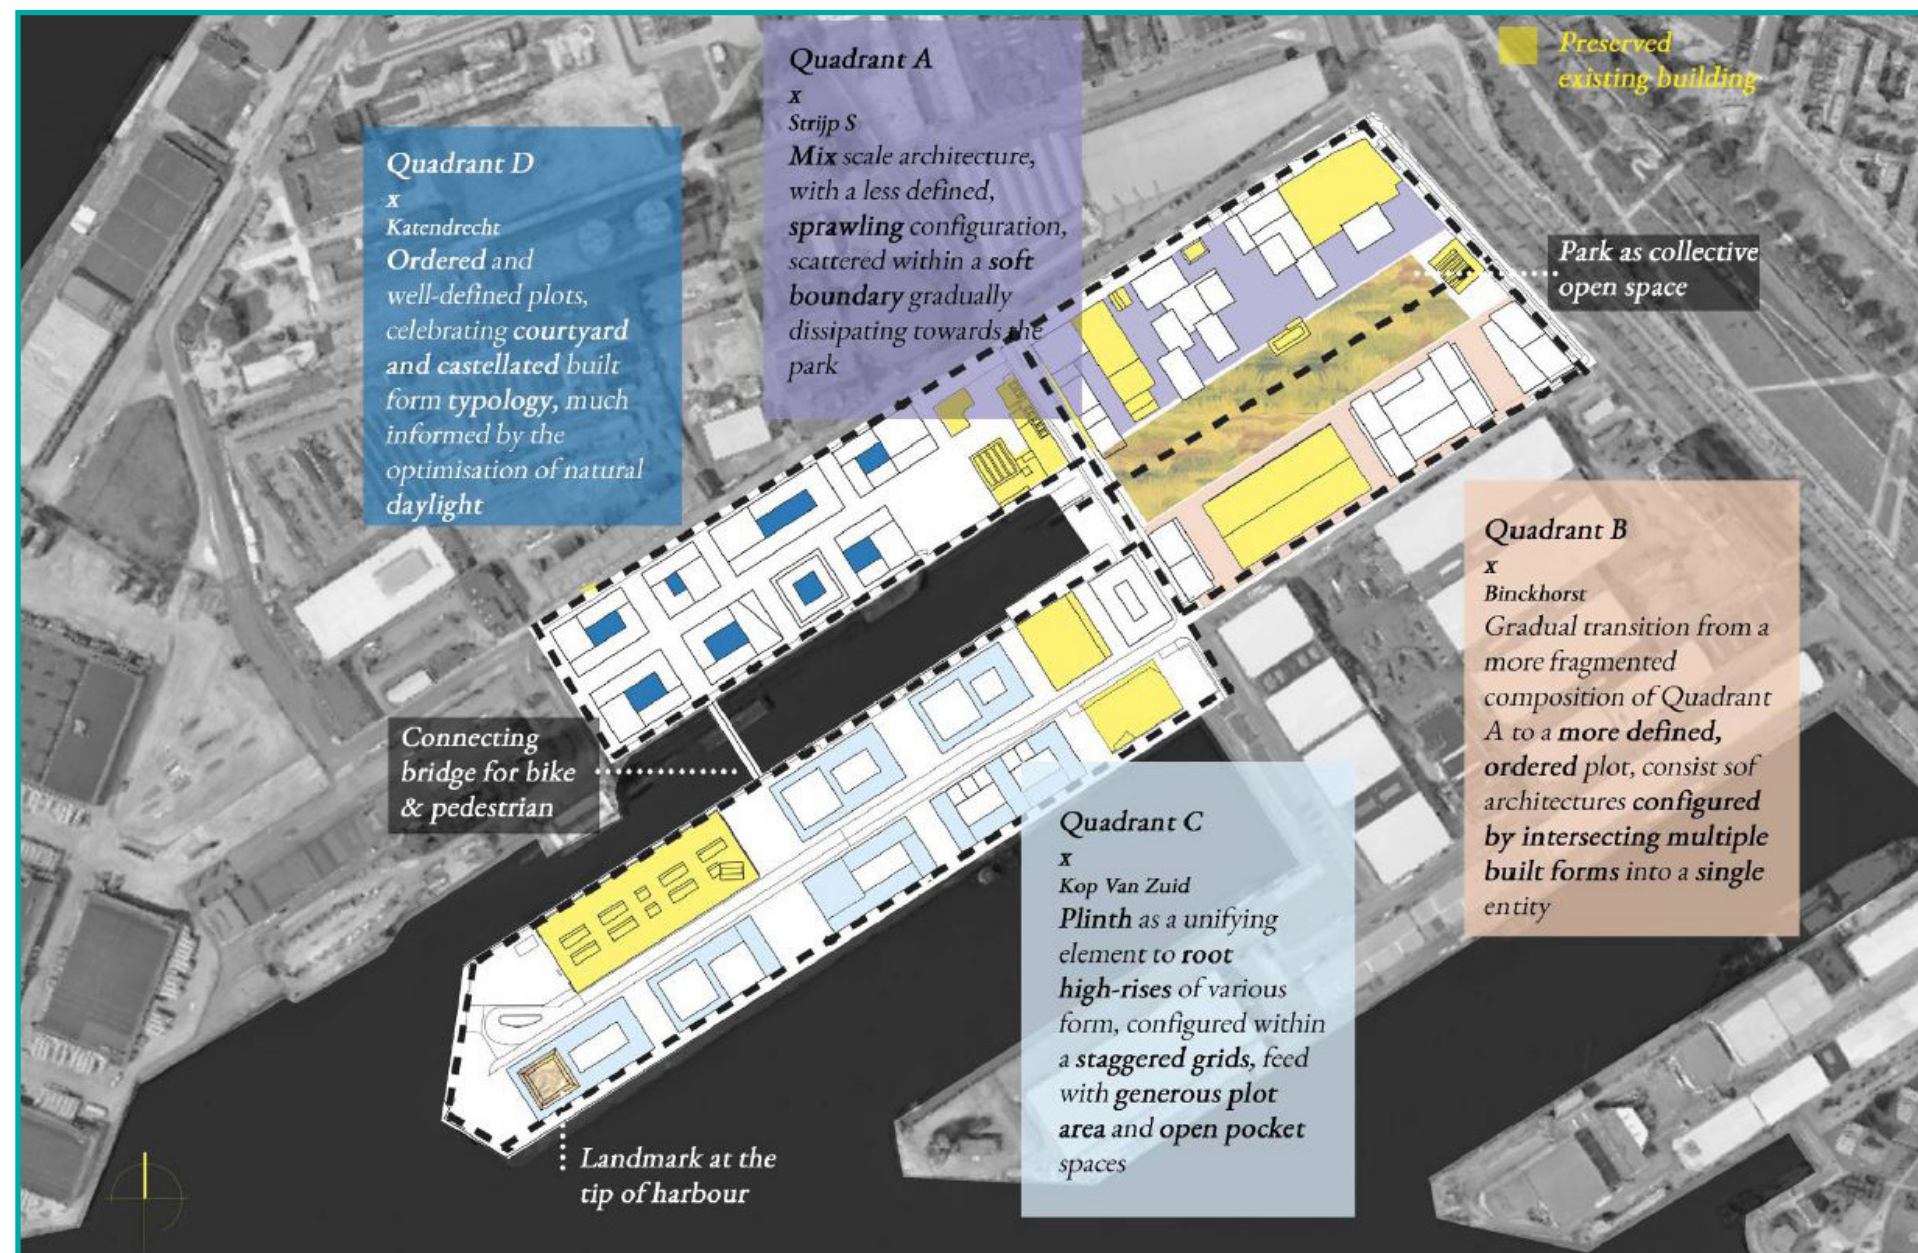 Preserved
existing building
Quadrant A
x
Strijp S
Mix scale architecture,
with a less defined,
sprawling configuration,
scattered within a soft
boundary gradually
dissipating towards the
park
Quadrant D
x
Katendrecht
Ordered and
well-defined plots,
celebrating courtyard
and castellated built
form typology, much
informed by the
optimisation of natural
daylight
Park as collective
open space
Quadrant B
x
Binckhorst
Gradual transition from a
more fragmented
composition of Quadrant
A to a more defined,
ordered plot, consist sof
architectures configured
by intersecting multiple
built forms into a single
entity
Connecting
bridge for bike
& pedestrian
Quadrant C
x
Kop Van Zuid
Plinth as a unifying
element to root
high-rises of various
form, configured within
a staggered grids, feed
with generous plot
area and open pocket
spaces
Landmark at the
tip of harbour